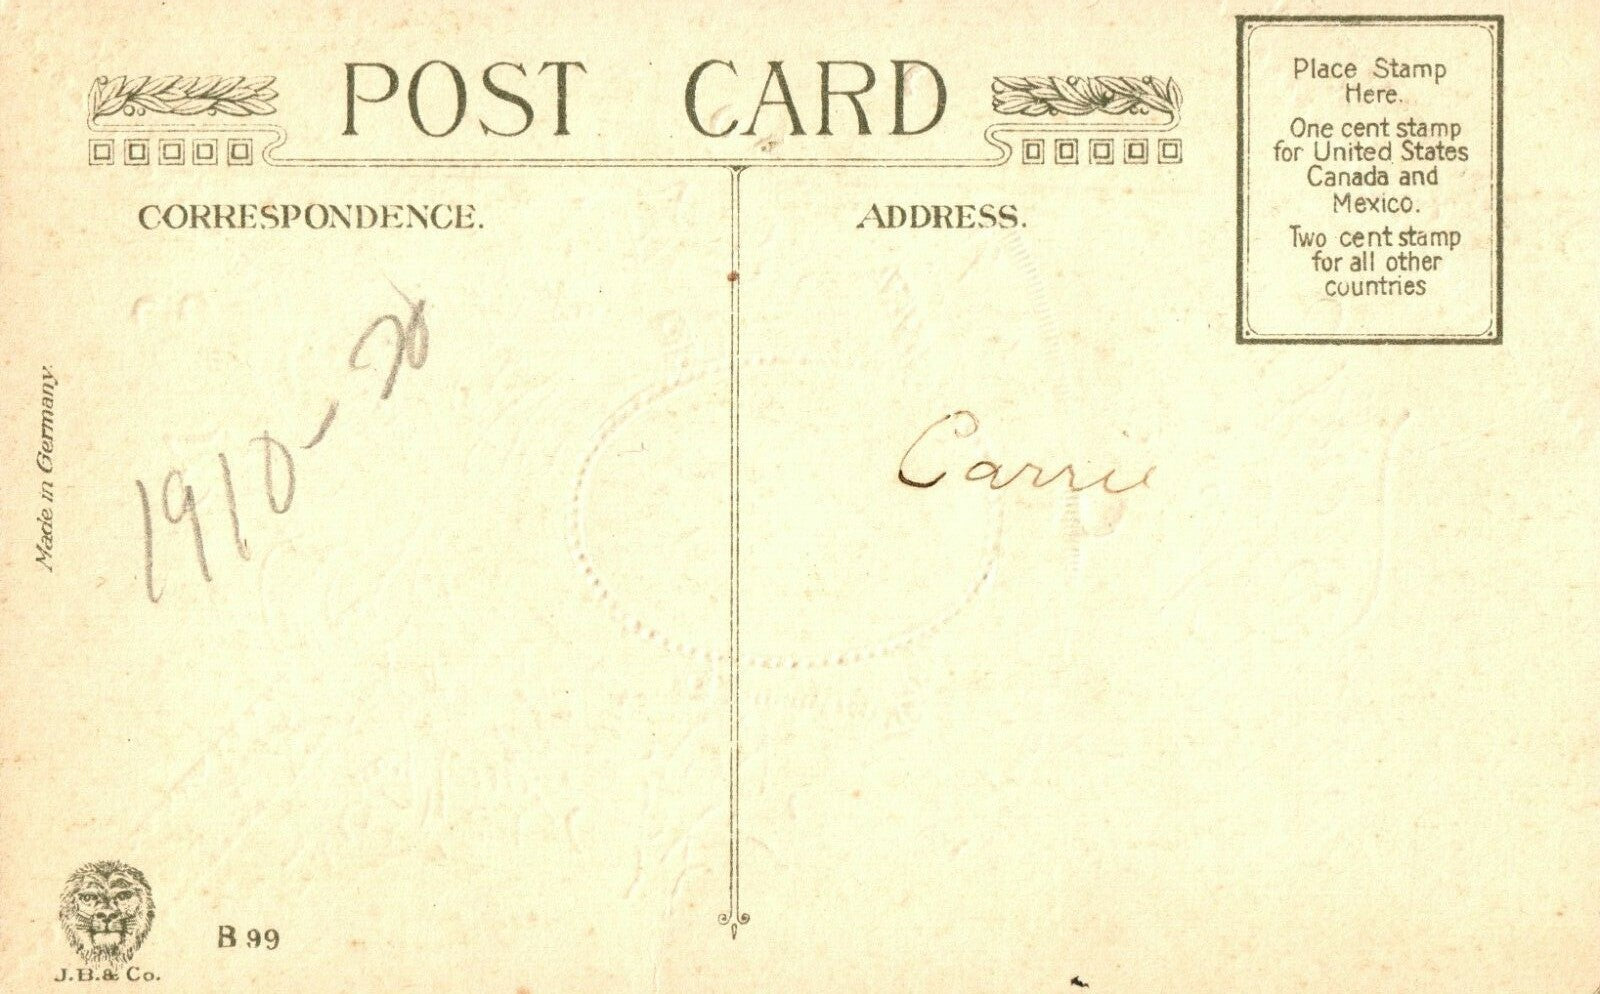 POST CARD
Place Stamp
Here.
One cent stamp
for United States
Canada and
Mexico.
Two cent stamp
for all other
countries
CORRESPONDENCE.
ADDRESS.
1910-20
Carrie
Made in Germany.
B 99
J.B.& Co.